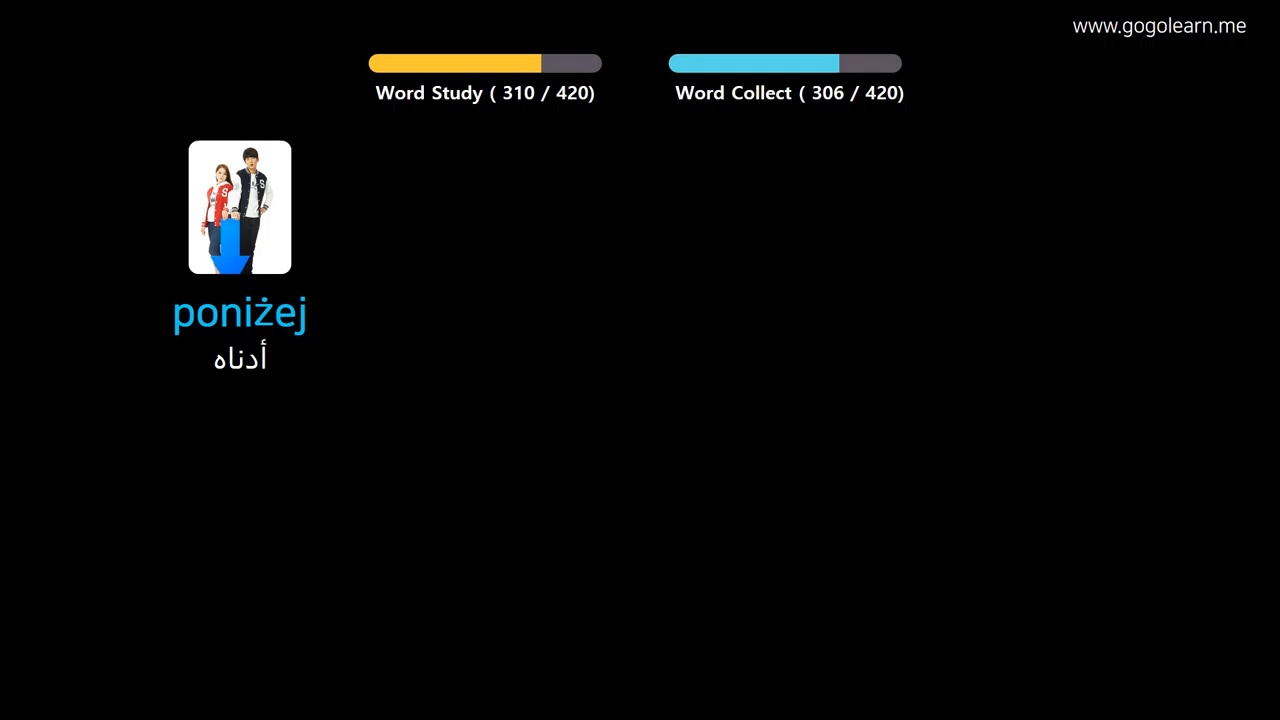 www.gogolearn.me
Word Study ( 310 / 420)
Word Collect ( 306 / 420)
poniżej
أدناه